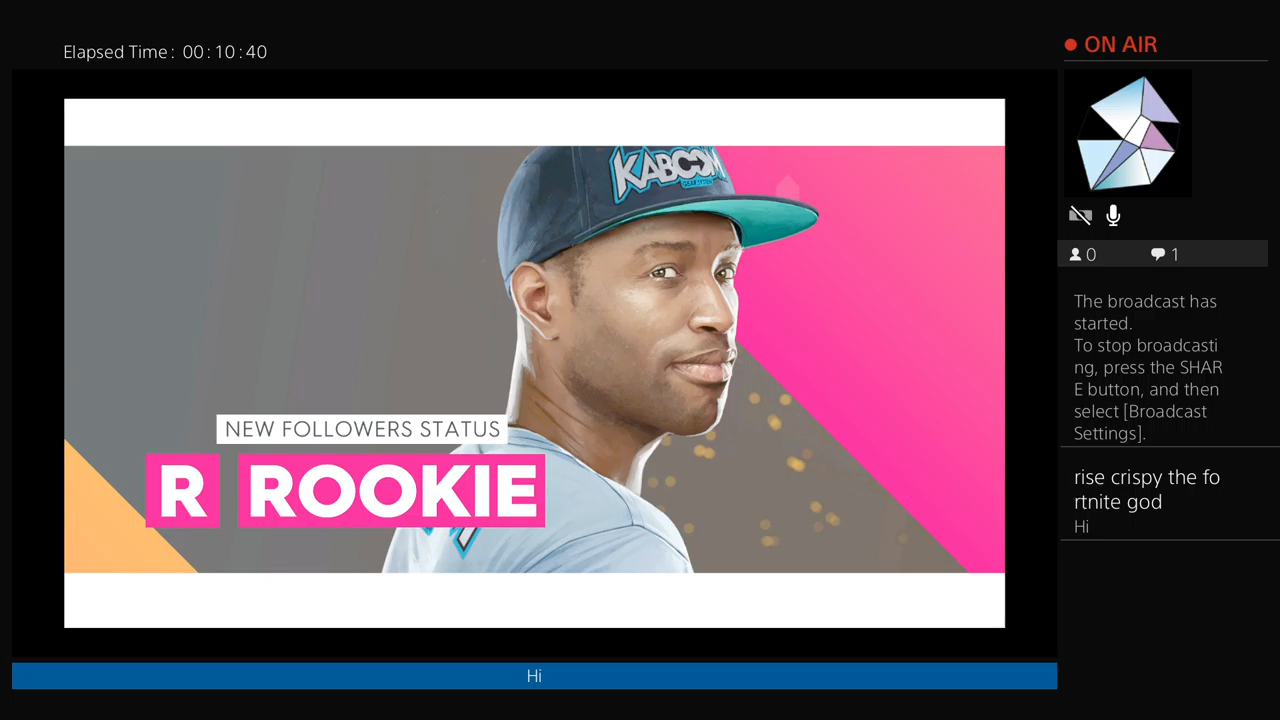 Elapsed Time: 00:10:40
ON AIR
KABOOM
NEW FOLLOWERS STATUS
R ROOKIE
0 1
The broadcast has
started.
To stop broadcasti
ng, press the SHAR
E button, and then
select [Broadcast
Settings].
rise crispy the fo
rtnite god
Hi
Hi